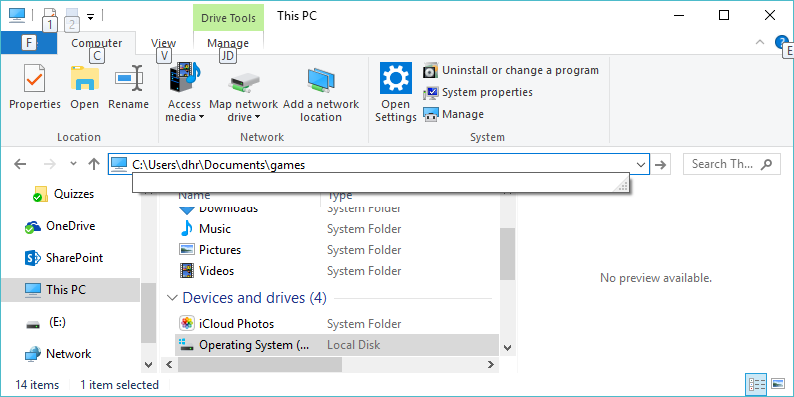 Drive Tools
This PC
1
2
F
Computer
View
Manage
C
V
JD
E
Properties
Open
Rename
Access media
Map network drive
Add a network location
Open Settings
Uninstall or change a program
System properties
Manage
Location
Network
System
C:\Users\dhr\Documents\games
Search Th...
Name
Type
Quizzes
OneDrive
SharePoint
This PC
(E:)
Network
Downloads System Folder
Music System Folder
Pictures System Folder
Videos System Folder
Devices and drives (4)
iCloud Photos System Folder
Operating System (... Local Disk
No preview available.
14 items
1 item selected